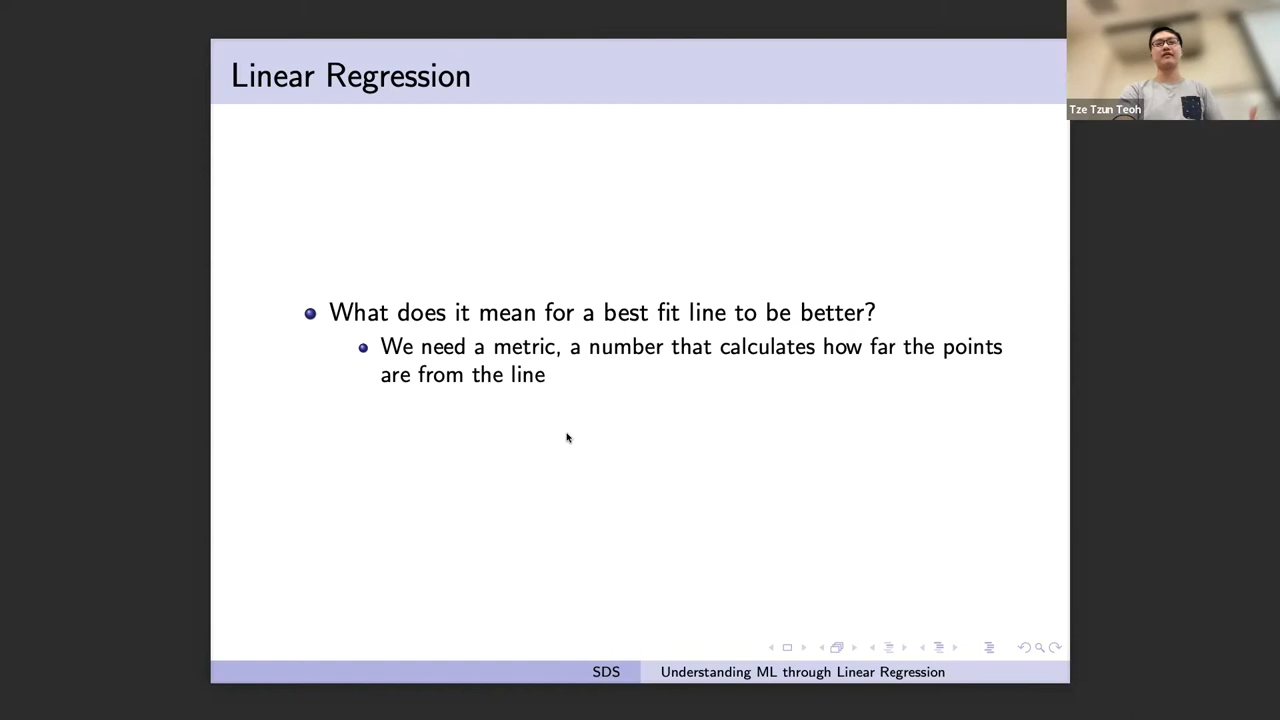 Linear Regression
Tze Tzun Teoh
What does it mean for a best fit line to be better?
We need a metric, a number that calculates how far the points
are from the line
SDS
Understanding ML through Linear Regression